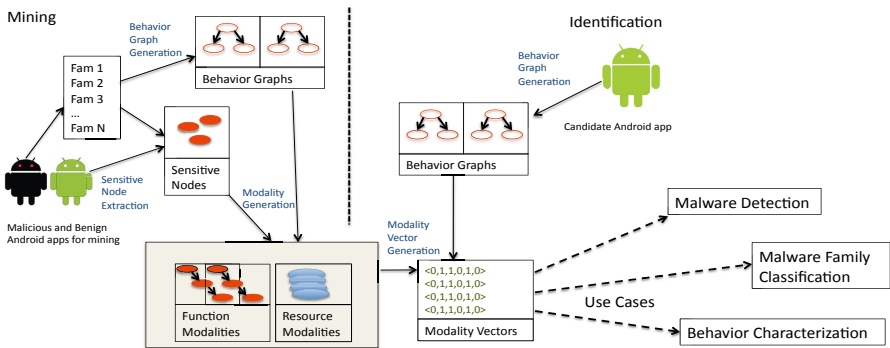 Mining
Identification
Behavior
Graph
Generation
Fam 1
Fam 2
Fam 3
...
Fam N
Behavior Graphs
Behavior
Graph
Generation
Candidate Android app
Sensitive
Nodes
Sensitive
Node
Extraction
Behavior Graphs
Malicious and Benign
Android apps for mining
Modality
Generation
Modality
Vector
Generation
Malware Detection
Malware Family
Classification
Use Cases
Behavior Characterization
<0,1,1,0,1,0>
<0,1,1,0,1,0>
<0,1,1,0,1,0>
<0,1,1,0,1,0>
Modality Vectors
Function
Modalities
Resource
Modalities